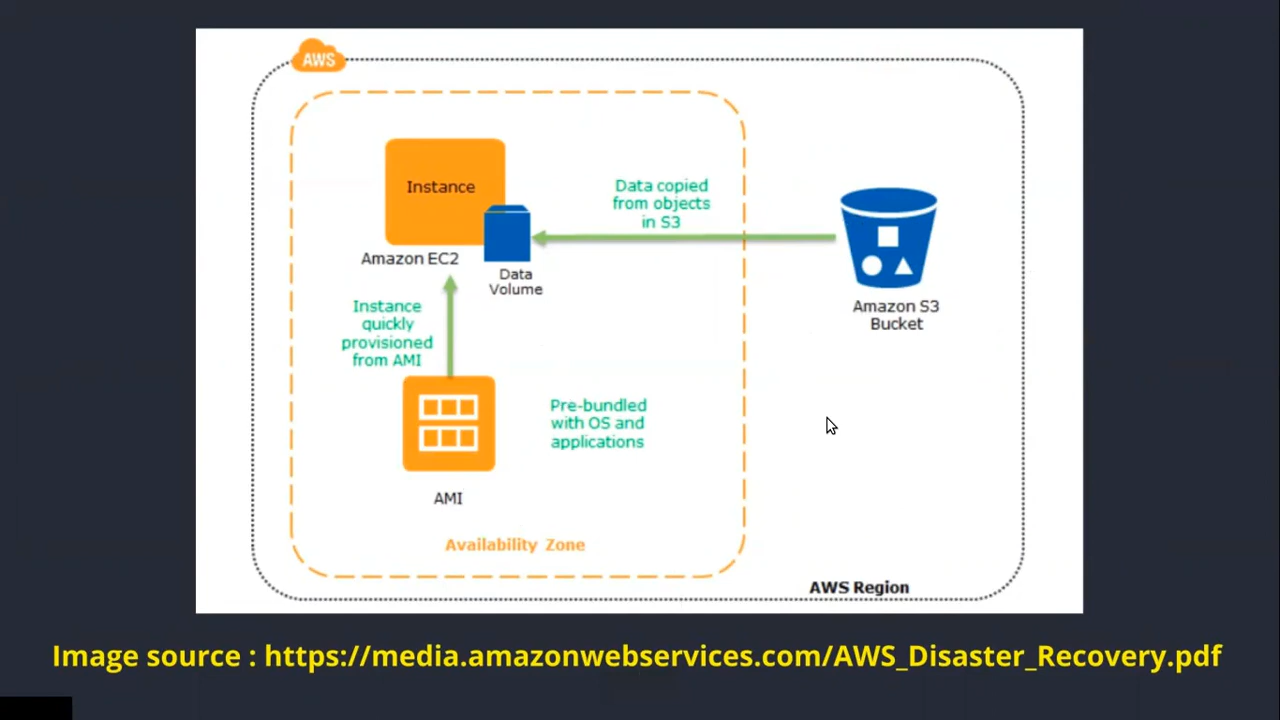 AWS
Instance
Data copied
from objects
in S3
Amazon EC2
Data
Volume
Amazon S3
Bucket
Instance
quickly
provisioned
from AMI
Pre-bundled
with OS and
applications
AMI
Availability Zone
AWS Region
Image source : https://media.amazonwebservices.com/AWS_Disaster_Recovery.pdf